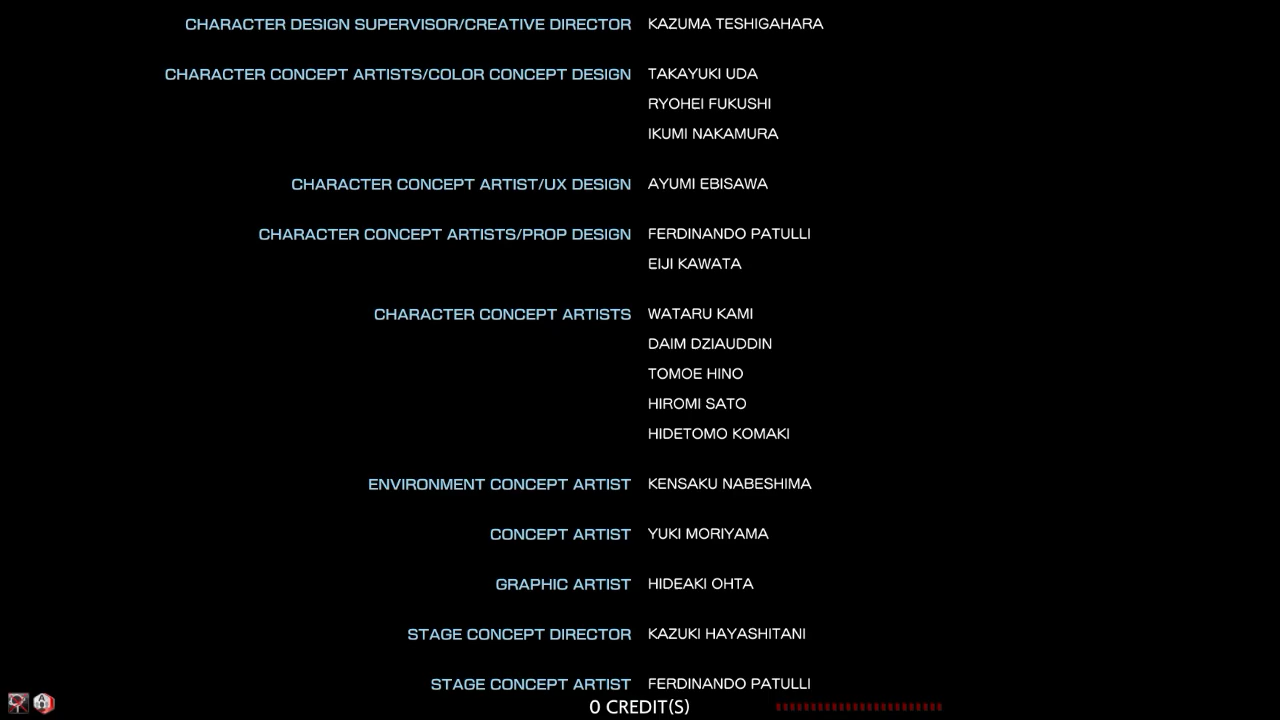 CHARACTER DESIGN SUPERVISOR/CREATIVE DIRECTOR KAZUMA TESHIGAHARA
CHARACTER CONCEPT ARTISTS/COLOR CONCEPT DESIGN TAKAYUKI UDA
RYOHEI FUKUSHI
IKUMI NAKAMURA
CHARACTER CONCEPT ARTIST/UX DESIGN AYUMI EBISAWA
CHARACTER CONCEPT ARTISTS/PROP DESIGN FERDINANDO PATULLI
EIJI KAWATA
CHARACTER CONCEPT ARTISTS WATARU KAMI
DAIM DZIAUDDIN
TOMOE HINO
HIROMI SATO
HIDETOMO KOMAKI
ENVIRONMENT CONCEPT ARTIST KENSAKU NABESHIMA
CONCEPT ARTIST YUKI MORIYAMA
GRAPHIC ARTIST HIDEAKI OHTA
STAGE CONCEPT DIRECTOR KAZUKI HAYASHITANI
STAGE CONCEPT ARTIST FERDINANDO PATULLI
0 CREDIT(S)